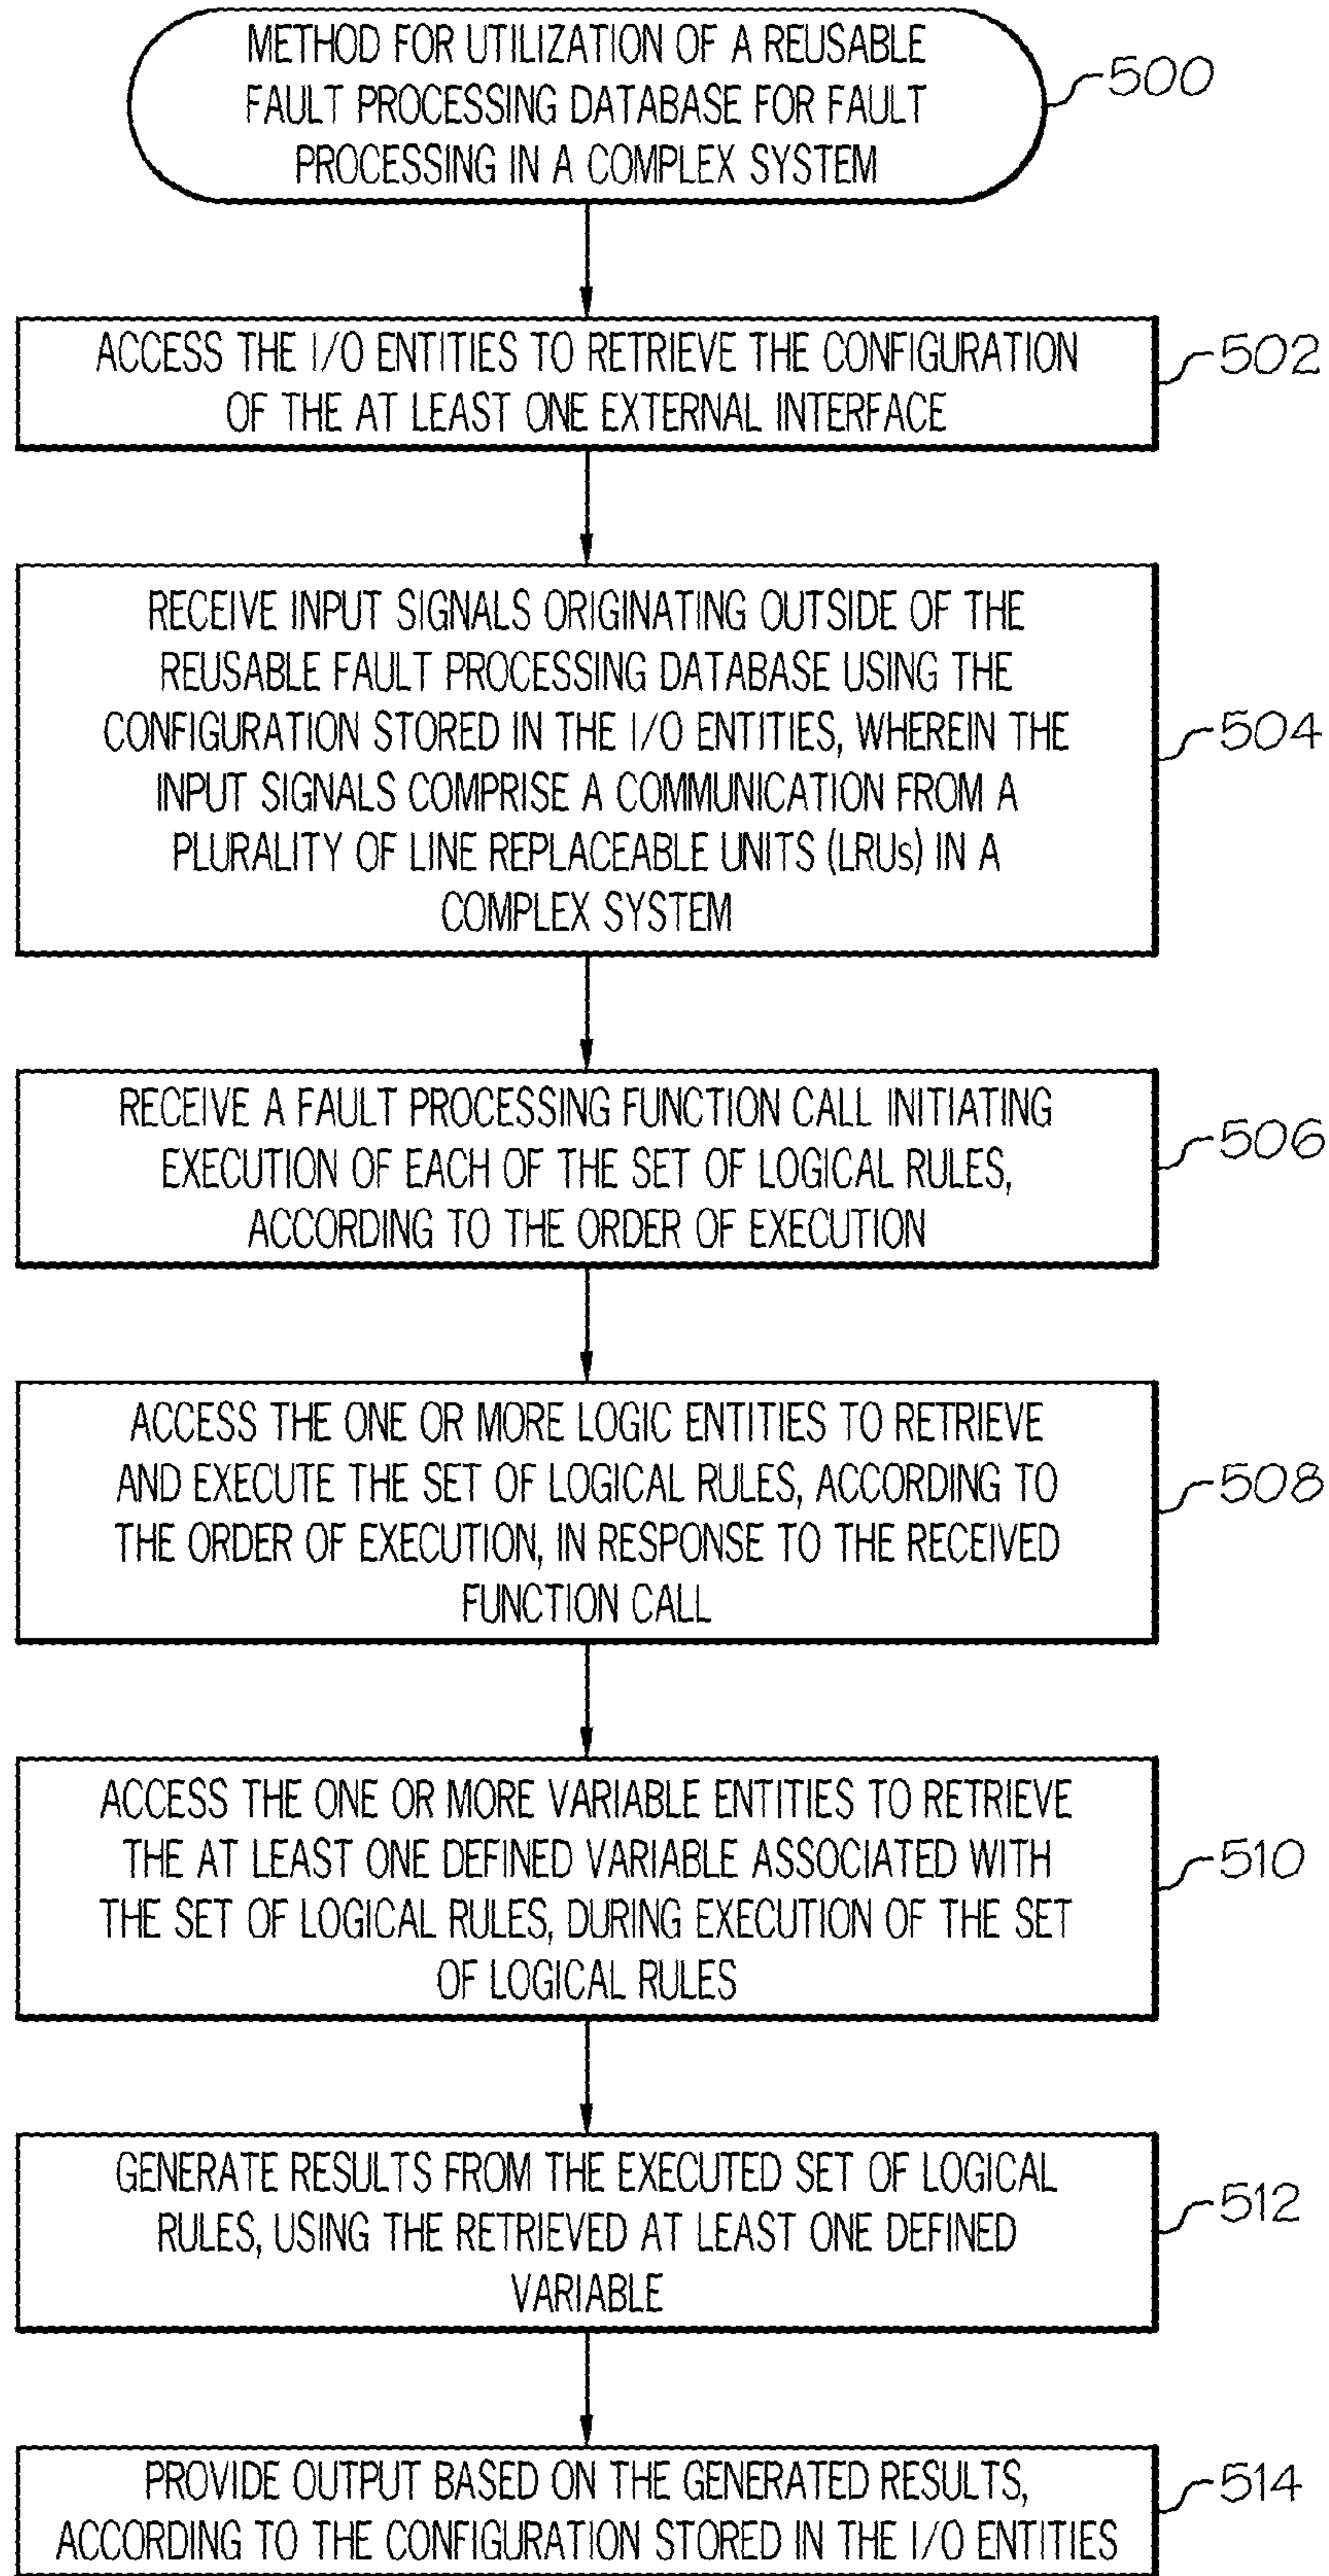 METHOD FOR UTILIZATION OF A REUSABLE
FAULT PROCESSING DATABASE FOR FAULT
PROCESSING IN A COMPLEX SYSTEM
500
ACCESS THE I/O ENTITIES TO RETRIEVE THE CONFIGURATION
OF THE AT LEAST ONE EXTERNAL INTERFACE
502
RECEIVE INPUT SIGNALS ORIGINATING OUTSIDE OF THE
REUSABLE FAULT PROCESSING DATABASE USING THE
CONFIGURATION STORED IN THE I/O ENTITIES, WHEREIN THE
INPUT SIGNALS COMPRISE A COMMUNICATION FROM A
PLURALITY OF LINE REPLACEABLE UNITS (LRUs) IN A
COMPLEX SYSTEM
504
RECEIVE A FAULT PROCESSING FUNCTION CALL INITIATING
EXECUTION OF EACH OF THE SET OF LOGICAL RULES,
ACCORDING TO THE ORDER OF EXECUTION
506
ACCESS THE ONE OR MORE LOGIC ENTITIES TO RETRIEVE
AND EXECUTE THE SET OF LOGICAL RULES, ACCORDING TO
THE ORDER OF EXECUTION, IN RESPONSE TO THE RECEIVED
FUNCTION CALL
508
ACCESS THE ONE OR MORE VARIABLE ENTITIES TO RETRIEVE
THE AT LEAST ONE DEFINED VARIABLE ASSOCIATED WITH
THE SET OF LOGICAL RULES, DURING EXECUTION OF THE SET
OF LOGICAL RULES
510
GENERATE RESULTS FROM THE EXECUTED SET OF LOGICAL
RULES, USING THE RETRIEVED AT LEAST ONE DEFINED
VARIABLE
512
PROVIDE OUTPUT BASED ON THE GENERATED RESULTS,
ACCORDING TO THE CONFIGURATION STORED IN THE I/O ENTITIES
514